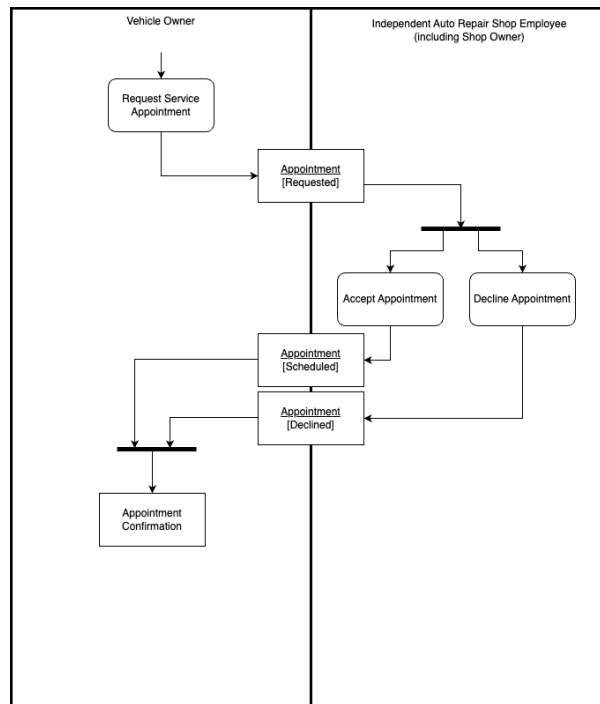 Vehicle Owner
Independent Auto Repair Shop Employee
(including Shop Owner)
Request Service
Appointment
Appointment
[Requested]
Accept Appointment
Decline Appointment
Appointment
[Scheduled]
Appointment
[Declined]
Appointment
Confirmation